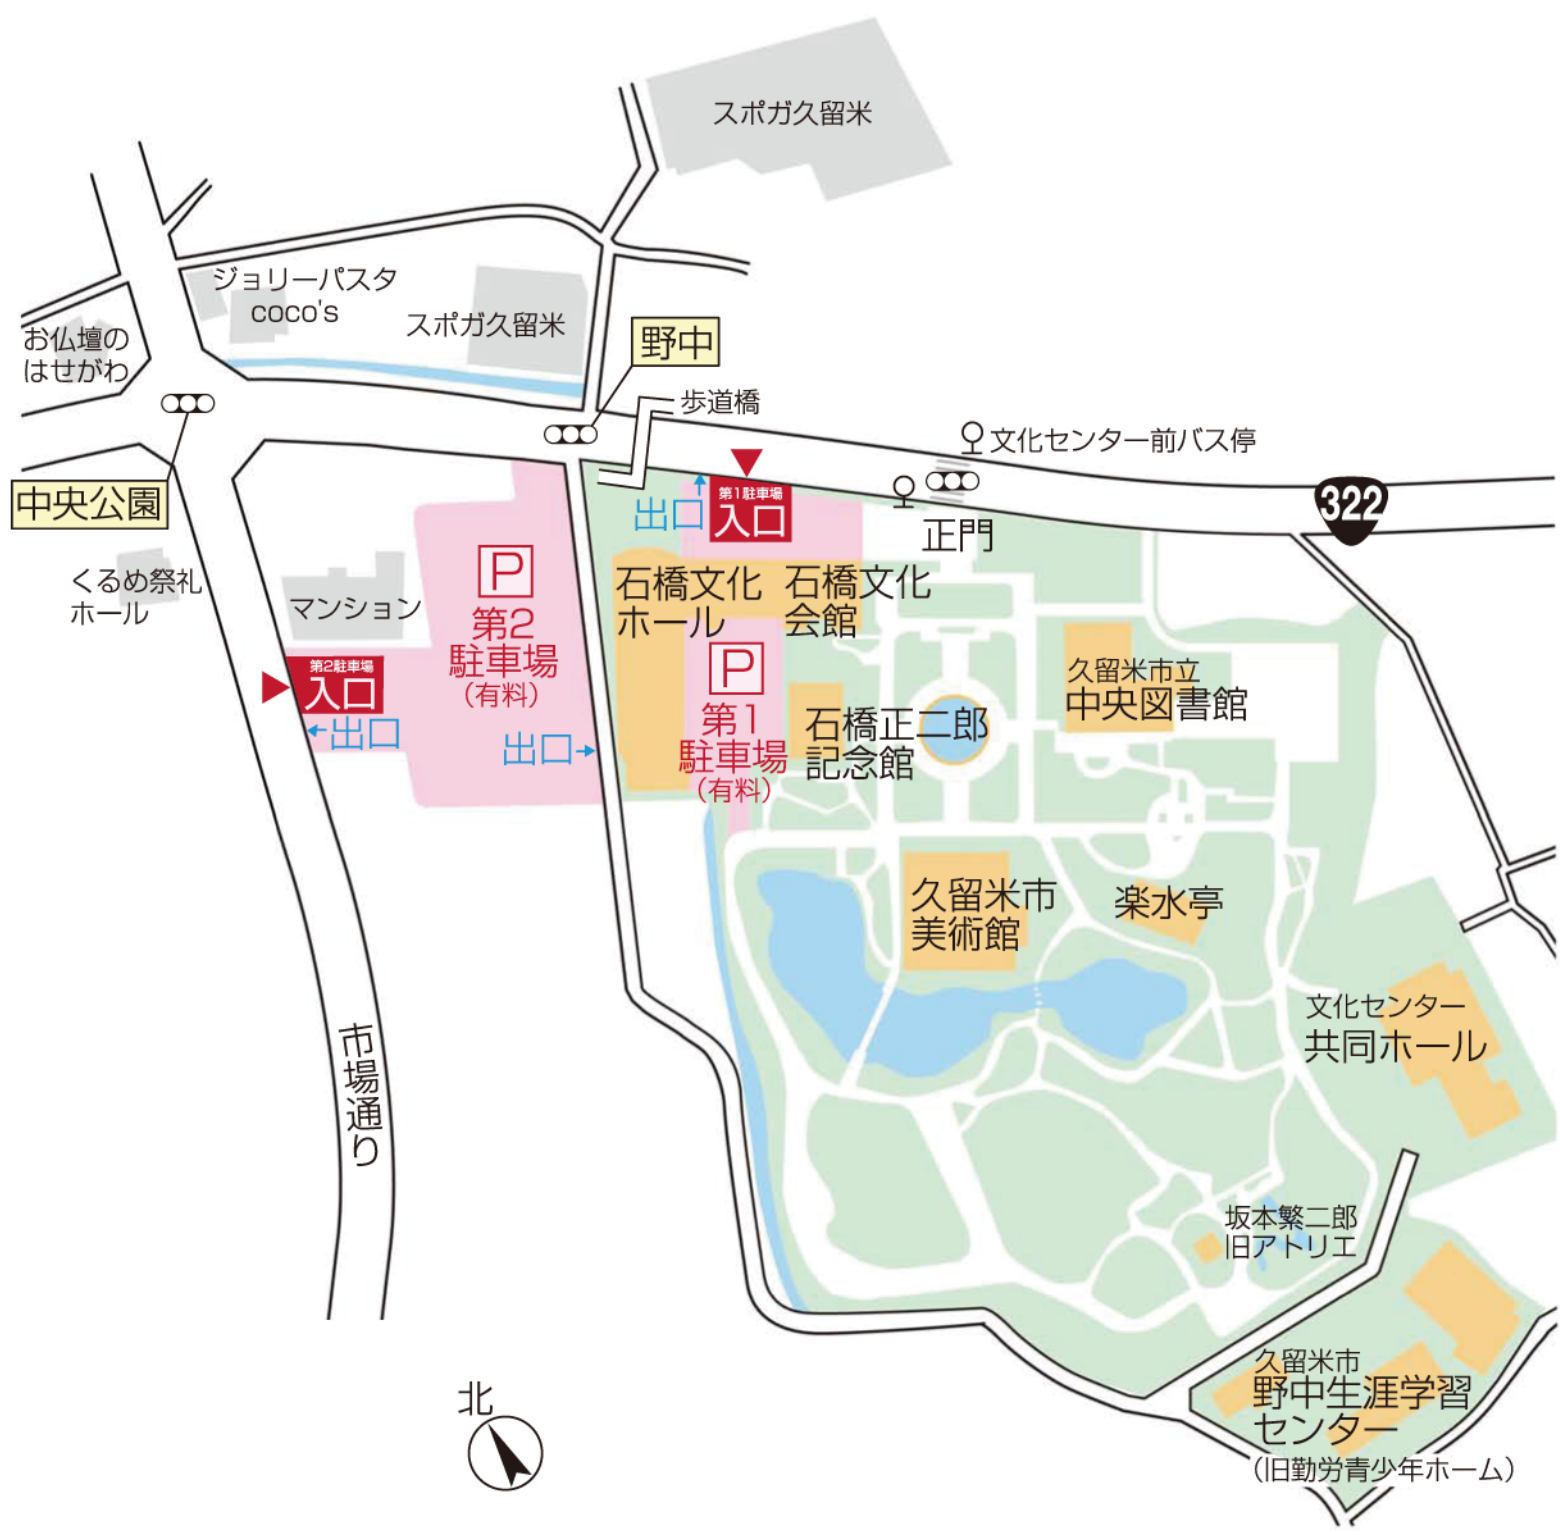 スポガ久留米
ジョリーパスタ
coco's
スポガ久留米
お仏壇の
はせがわ
野中
歩道橋
文化センター前バス停
中央公園
322
第1駐車場
入口
出口
正門
P
第2
駐車場
(有料)
くるめ祭礼
ホール
マンション
石橋文化
ホール
石橋文化
会館
P
第1
駐車場
(有料)
久留米市立
中央図書館
第2駐車場
入口
出口
出口
石橋正二郎
記念館
久留米市
美術館
楽水亭
文化センター
共同ホール
市場通り
坂本繁二郎
旧アトリエ
久留米市
野中生涯学習
センター
(旧勤労青少年ホーム)
北